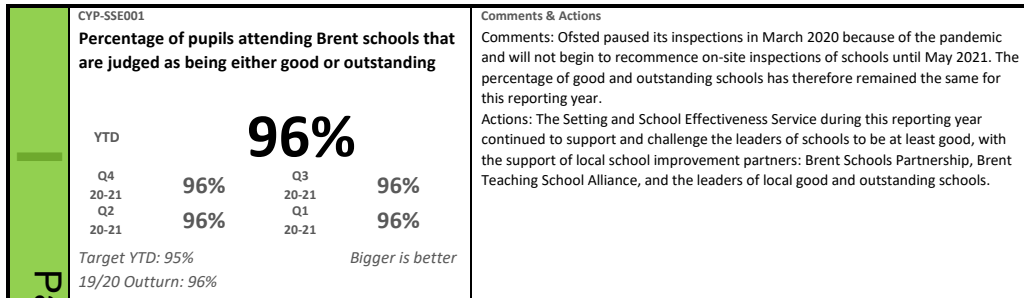 CYP-SSE001
Percentage of pupils attending Brent schools that
are judged as being either good or outstanding
YTD 96%
Q4 20-21 96% Q3 20-21 96%
Q2 20-21 96% Q1 20-21 96%
Target YTD: 95% Bigger is better
19/20 Outturn: 96%
Comments & Actions
Comments: Ofsted paused its inspections in March 2020 because of the pandemic
and will not begin to recommence on-site inspections of schools until May 2021. The
percentage of good and outstanding schools has therefore remained the same for
this reporting year.
Actions: The Setting and School Effectiveness Service during this reporting year
continued to support and challenge the leaders of schools to be at least good, with
the support of local school improvement partners: Brent Schools Partnership, Brent
Teaching School Alliance, and the leaders of local good and outstanding schools.